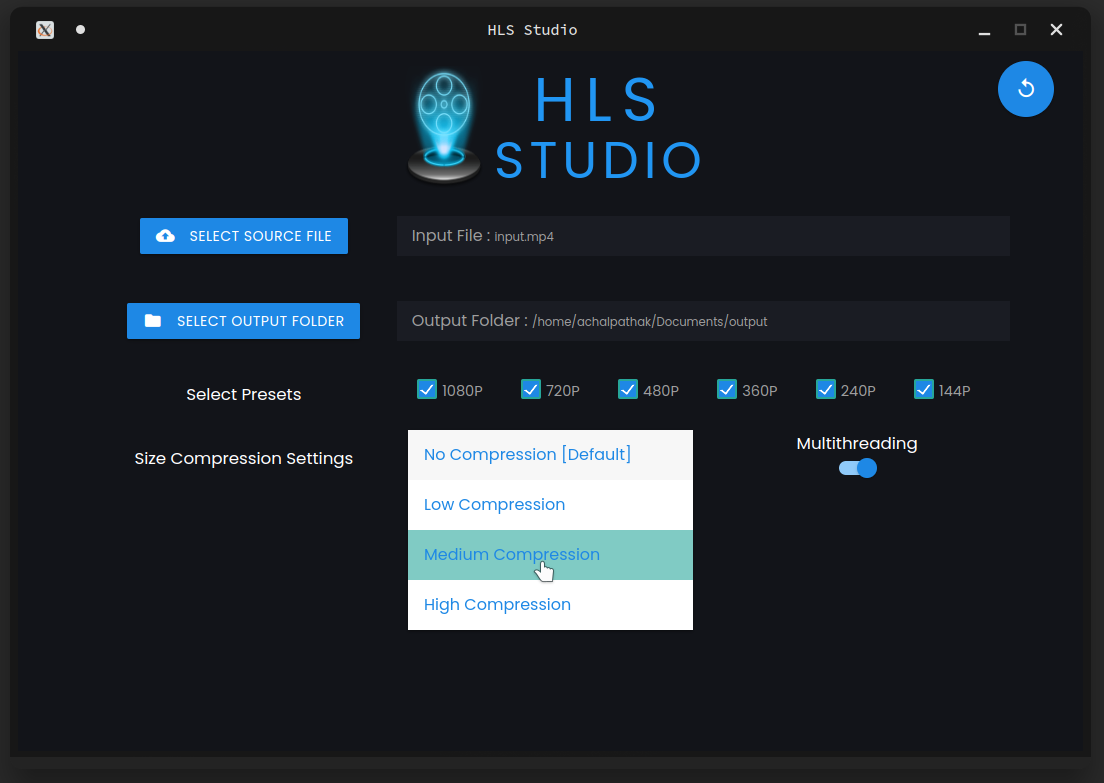 HLS Studio
HLS
STUDIO
SELECT SOURCE FILE
Input File : input.mp4
SELECT OUTPUT FOLDER
Output Folder : /home/achalpathak/Documents/output
Select Presets
1080P 720P 480P 360P 240P 144P
Size Compression Settings
No Compression [Default]
Low Compression
Medium Compression
High Compression
Multithreading